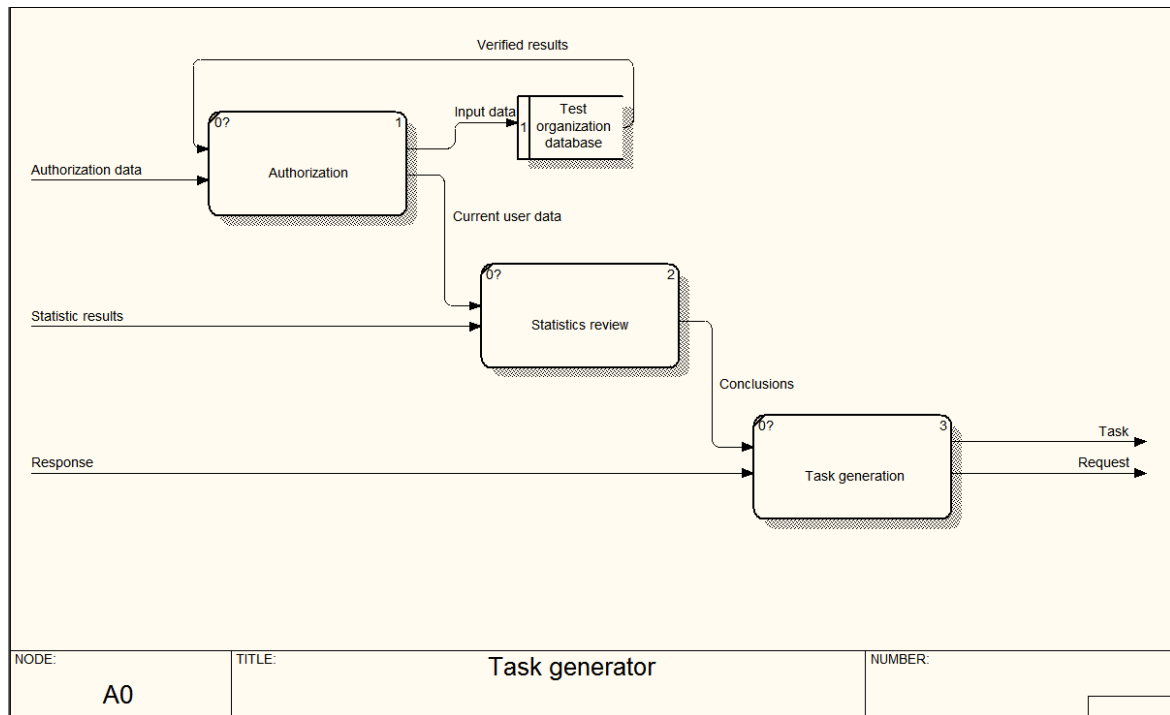 Verified results
Input data
Test
organization
database
1
0?
1
Authorization
Authorization data
Current user data
0?
2
Statistics review
Statistic results
Conclusions
0?
3
Task generation
Response
Task
Request
NODE:
A0
TITLE:
Task generator
NUMBER: